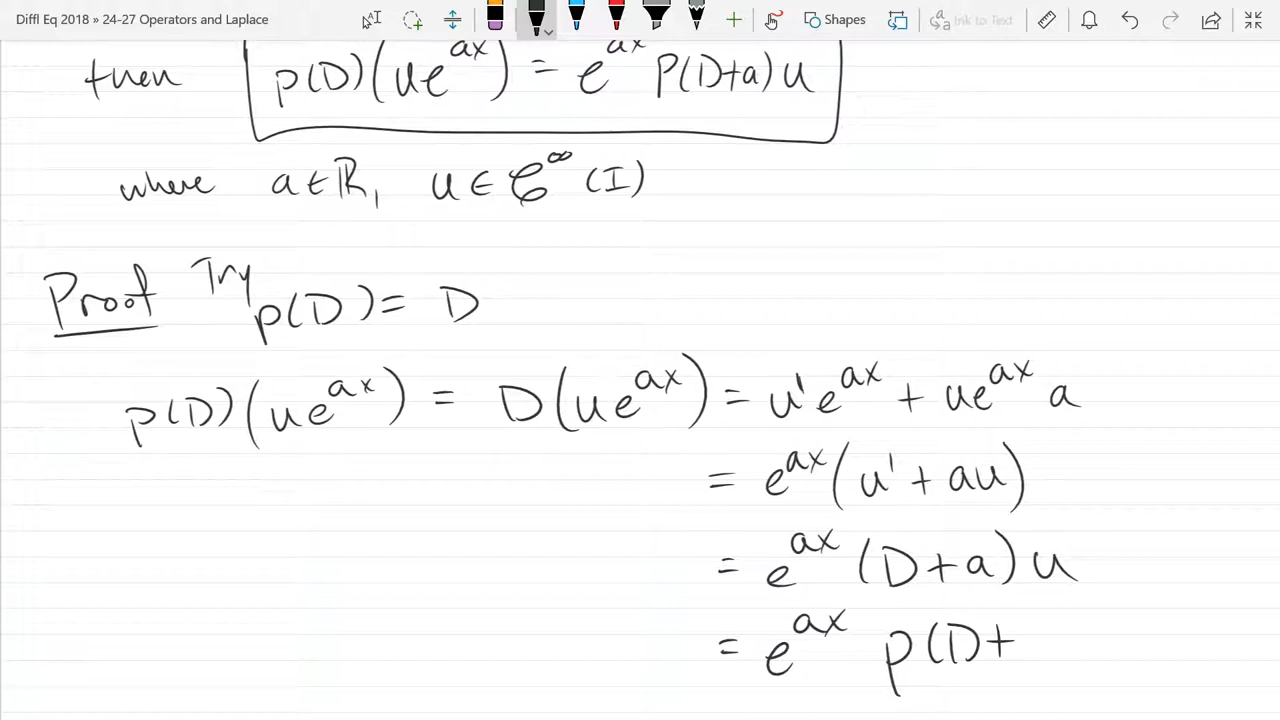 Diffl Eq 2018 » 24-27 Operators and Laplace
Shapes
Ink to Text
then p(D)(ue^{ax}) = e^{ax} P(D+a)u
where a∈ℝ, u∈𝒞^∞(I)
Proof Try p(D) = D
p(D)(ue^{ax}) = D(ue^{ax}) = u'e^{ax} + ue^{ax} a
= e^{ax}(u' + au)
= e^{ax} (D+a) u
= e^{ax} p(D+